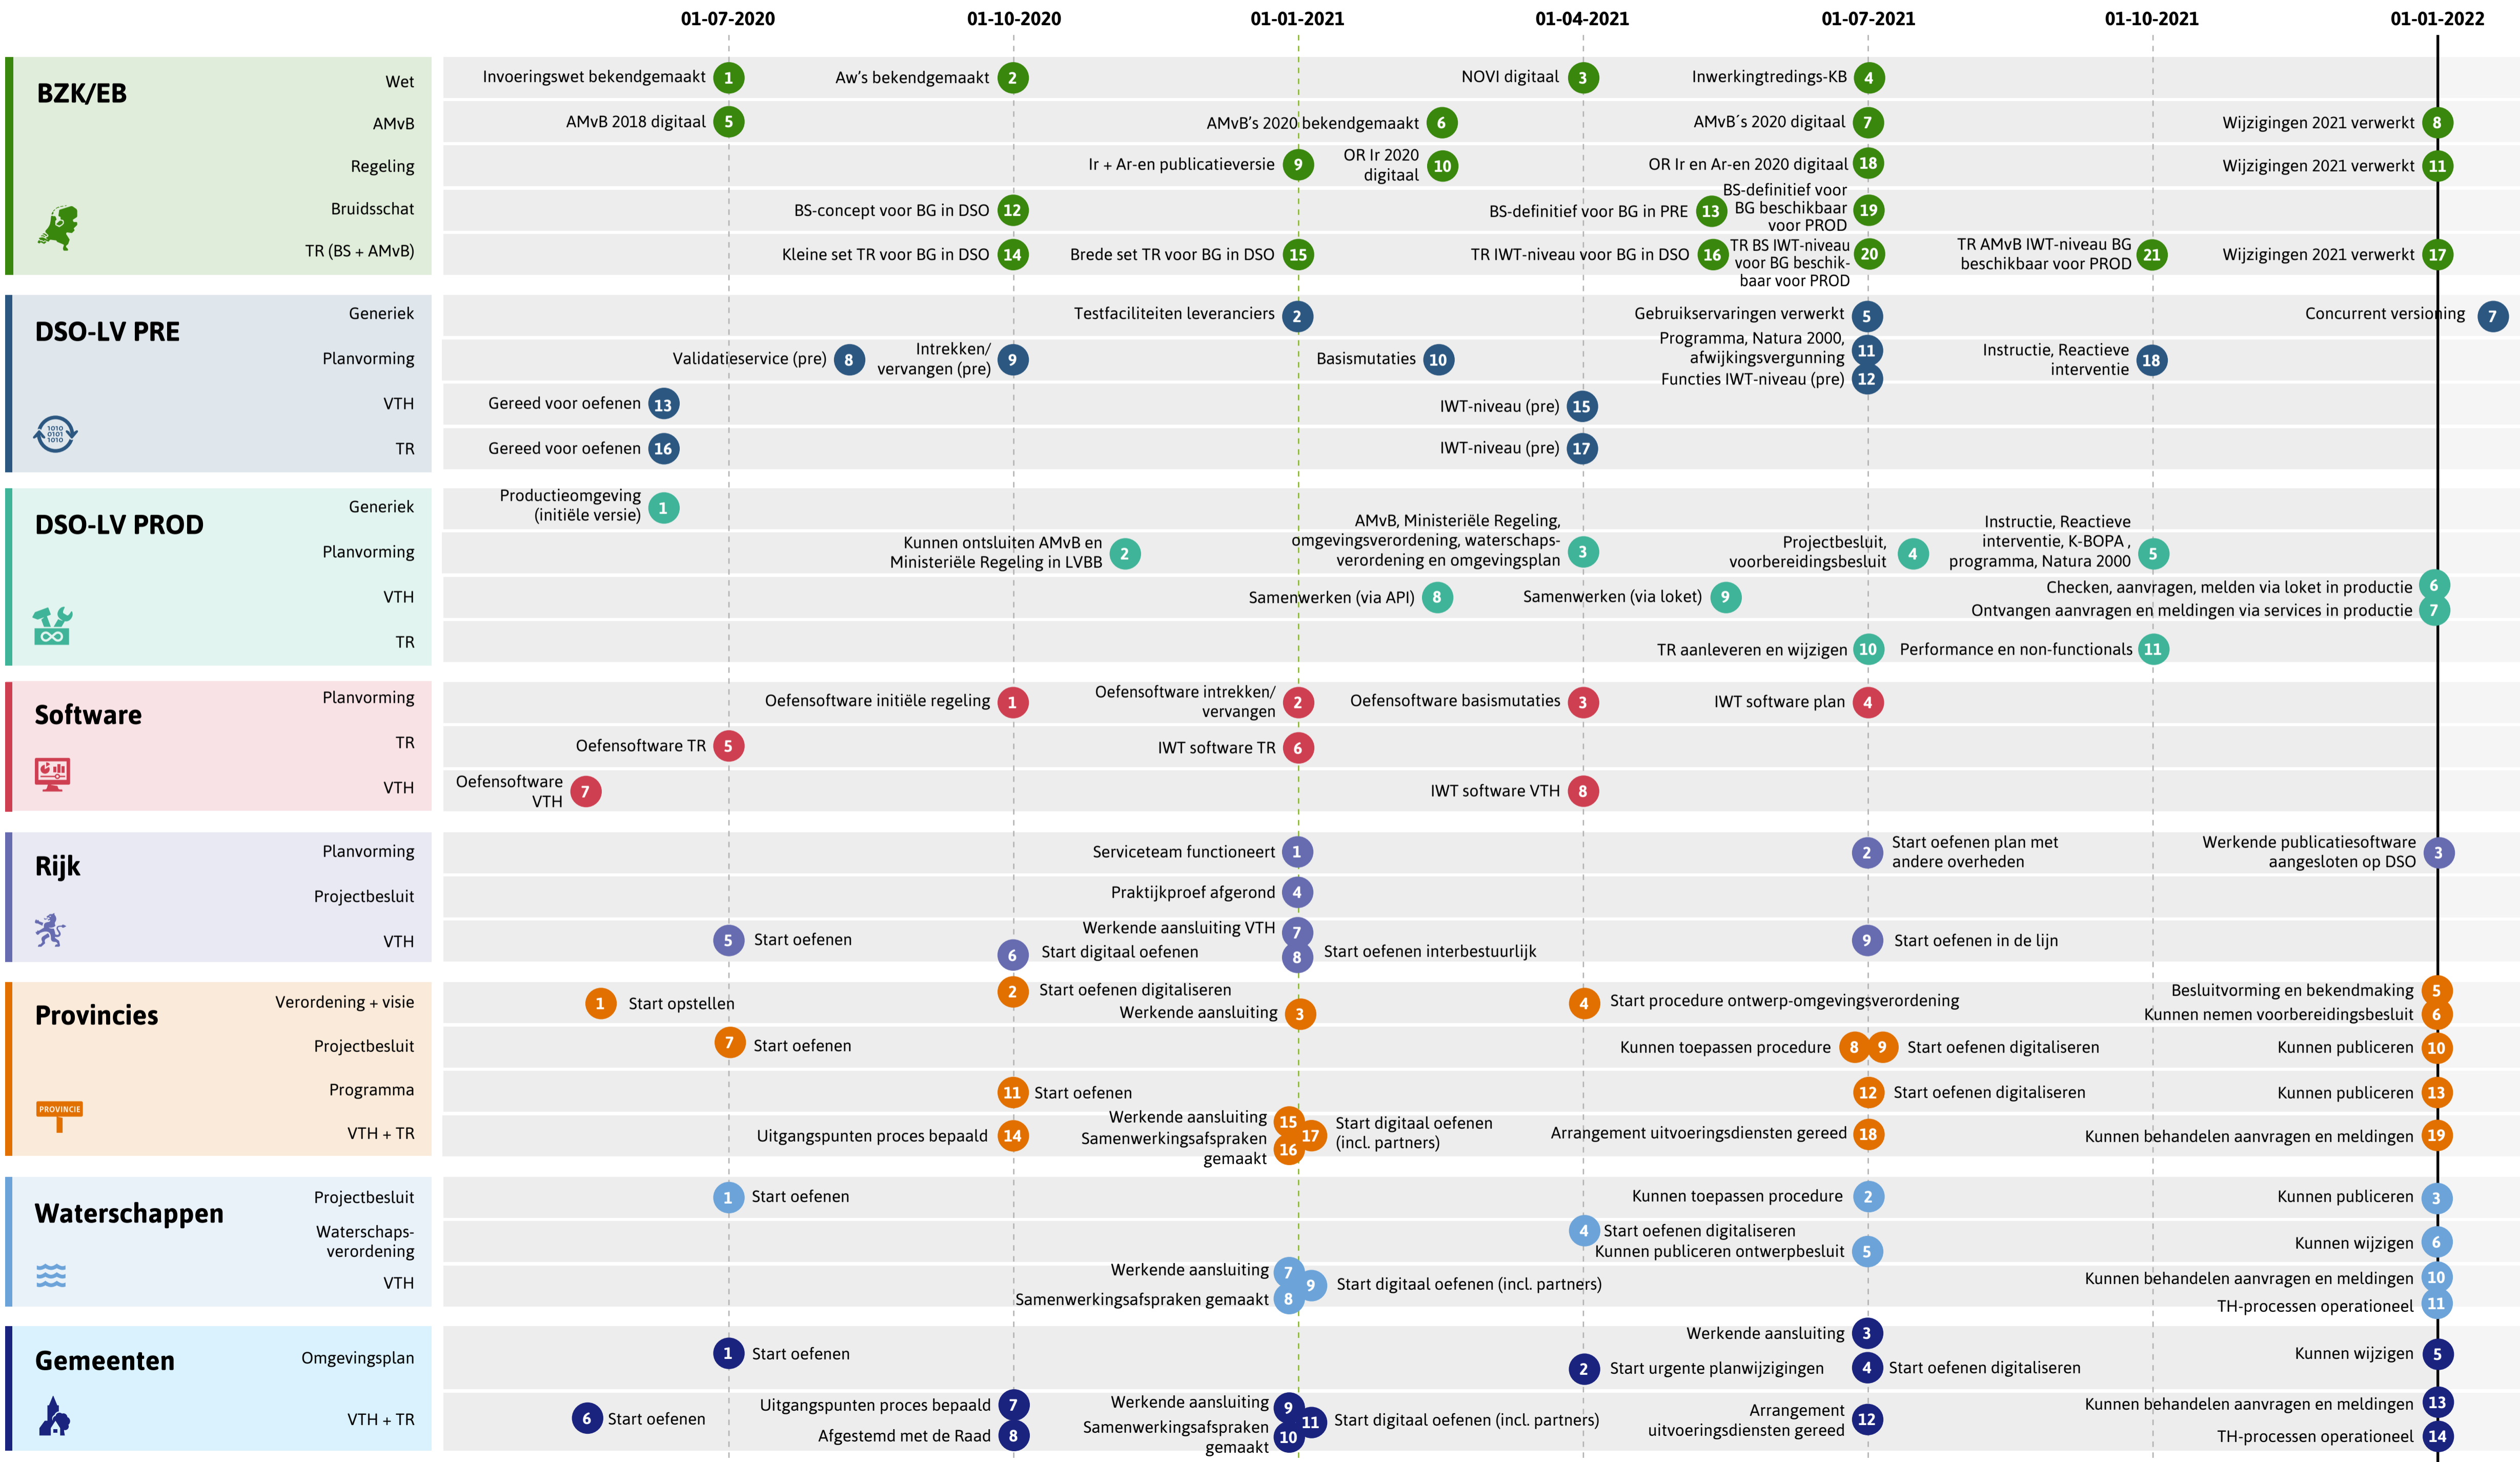 01-07-2020
01-10-2020
01-01-2021
01-04-2021
01-07-2021
01-10-2021
01-01-2022
BZK/EB
Wet
Invoeringswet bekendgemaakt 1
Aw's bekendgemaakt 2
NOVI digitaal 3
Inwerkingtredings-KB 4
AMvB
AMvB 2018 digitaal 5
AMvB's 2020 bekendgemaakt 6
AMvB´s 2020 digitaal 7
Wijzigingen 2021 verwerkt 8
Regeling
Ir + Ar-en publicatieversie 9
OR Ir 2020
digitaal 10
OR Ir en Ar-en 2020 digitaal 18
Wijzigingen 2021 verwerkt 11
Bruidsschat
BS-concept voor BG in DSO 12
BS-definitief voor BG in PRE 13
BS-definitief voor
BG beschikbaar 19
voor PROD
TR (BS + AMvB)
Kleine set TR voor BG in DSO 14
Brede set TR voor BG in DSO 15
TR IWT-niveau voor BG in DSO 16
TR BS IWT-niveau 20
voor BG beschik-
baar voor PROD
TR AMvB IWT-niveau BG
beschikbaar voor PROD 21
Wijzigingen 2021 verwerkt 17
DSO-LV PRE
1010
0101
1010
Generiek
Testfaciliteiten leveranciers 2
Gebruikservaringen verwerkt 5
Concurrent versioning 7
Planvorming
Validatieservice (pre) 8
Intrekken/
vervangen (pre) 9
Basismutaties 10
Programma, Natura 2000,
afwijkingsvergunning 11
Functies IWT-niveau (pre) 12
Instructie, Reactieve
interventie 18
VTH
Gereed voor oefenen 13
IWT-niveau (pre) 15
TR
Gereed voor oefenen 16
IWT-niveau (pre) 17
DSO-LV PROD
Generiek
Productieomgeving
(initiële versie) 1
Planvorming
Kunnen ontsluiten AMvB en
Ministeriële Regeling in LVBB 2
AMvB, Ministeriële Regeling,
omgevingsverordening, waterschaps-
verordening en omgevingsplan 3
Projectbesluit,
voorbereidingsbesluit 4
Instructie, Reactieve
interventie, K-BOPA ,
programma, Natura 2000 5
VTH
Samenwerken (via API) 8
Samenwerken (via loket) 9
Checken, aanvragen, melden via loket in productie 6
Ontvangen aanvragen en meldingen via services in productie 7
TR
TR aanleveren en wijzigen 10
Performance en non-functionals 11
Software
Planvorming
Oefensoftware initiële regeling 1
Oefensoftware intrekken/
vervangen 2
Oefensoftware basismutaties 3
IWT software plan 4
TR
Oefensoftware TR 5
IWT software TR 6
VTH
Oefensoftware
VTH 7
IWT software VTH 8
Rijk
Planvorming
Serviceteam functioneert 1
2 Start oefenen plan met
andere overheden
Werkende publicatiesoftware
aangesloten op DSO 3
Projectbesluit
Praktijkproef afgerond 4
VTH
5 Start oefenen
6 Start digitaal oefenen
Werkende aansluiting VTH 7
8 Start oefenen interbestuurlijk
9 Start oefenen in de lijn
Provincies
PROVINCIE
Verordening + visie
1 Start opstellen
2 Start oefenen digitaliseren
Werkende aansluiting 3
4 Start procedure ontwerp-omgevingsverordening
Besluitvorming en bekendmaking 5
Kunnen nemen voorbereidingsbesluit 6
Projectbesluit
7 Start oefenen
Kunnen toepassen procedure 8
9 Start oefenen digitaliseren
Kunnen publiceren 10
Programma
11 Start oefenen
12 Start oefenen digitaliseren
Kunnen publiceren 13
VTH + TR
Uitgangspunten proces bepaald 14
Werkende aansluiting 15
Samenwerkingsafspraken
gemaakt 16
17 Start digitaal oefenen
(incl. partners)
Arrangement uitvoeringsdiensten gereed 18
Kunnen behandelen aanvragen en meldingen 19
Waterschappen
Projectbesluit
1 Start oefenen
Kunnen toepassen procedure 2
Kunnen publiceren 3
Waterschaps-
verordening
4 Start oefenen digitaliseren
Kunnen publiceren ontwerpbesluit 5
Kunnen wijzigen 6
VTH
Werkende aansluiting 7
Samenwerkingsafspraken gemaakt 8
9 Start digitaal oefenen (incl. partners)
Kunnen behandelen aanvragen en meldingen 10
TH-processen operationeel 11
Gemeenten
Omgevingsplan
1 Start oefenen
2 Start urgente planwijzigingen
Werkende aansluiting 3
4 Start oefenen digitaliseren
Kunnen wijzigen 5
VTH + TR
6 Start oefenen
Uitgangspunten proces bepaald 7
Afgestemd met de Raad 8
Werkende aansluiting 9
Samenwerkingsafspraken
gemaakt 10
11 Start digitaal oefenen (incl. partners)
Arrangement
uitvoeringsdiensten gereed 12
Kunnen behandelen aanvragen en meldingen 13
TH-processen operationeel 14